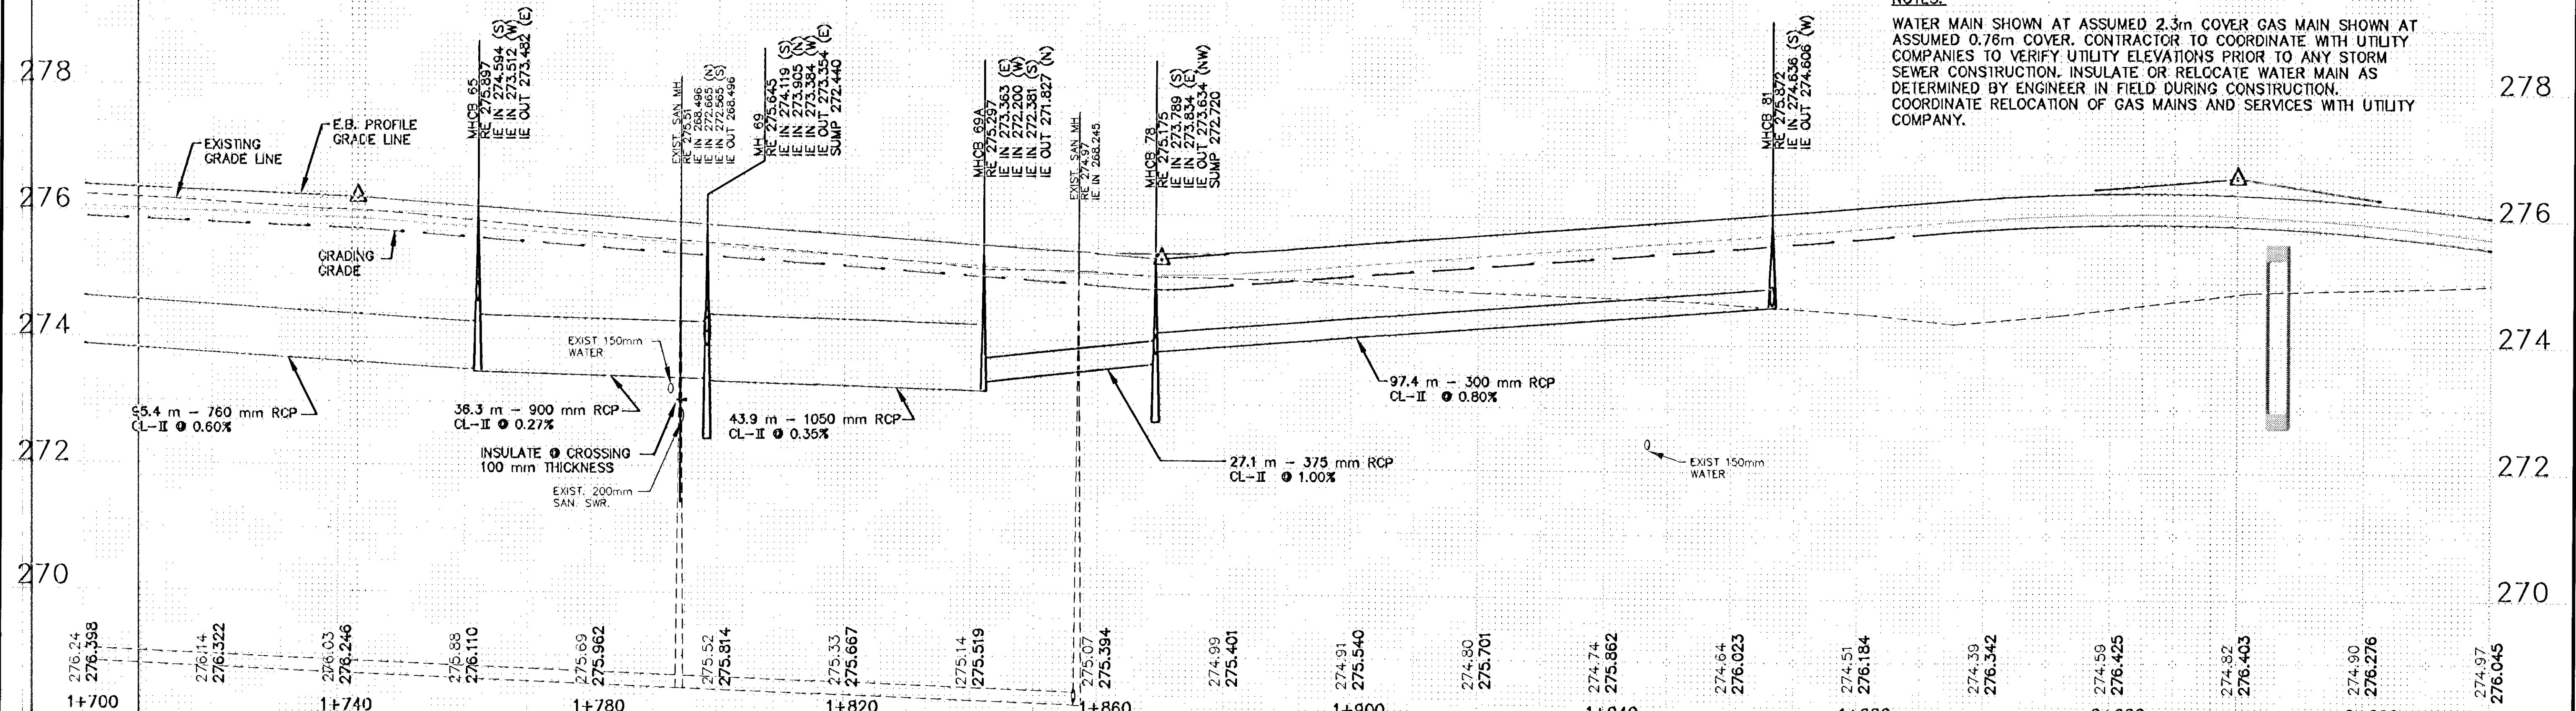 NOTES:
WATER MAIN SHOWN AT ASSUMED 2.3m COVER GAS MAIN SHOWN AT
ASSUMED 0.76m COVER. CONTRACTOR TO COORDINATE WITH UTILITY
COMPANIES TO VERIFY UTILITY ELEVATIONS PRIOR TO ANY STORM
SEWER CONSTRUCTION. INSULATE OR RELOCATE WATER MAIN AS
DETERMINED BY ENGINEER IN FIELD DURING CONSTRUCTION.
COORDINATE RELOCATION OF GAS MAINS AND SERVICES WITH UTILITY
COMPANY.
278
276
274
272
270
278
276
274
272
270
EXISTING
GRADE LINE
E.B. PROFILE
GRADE LINE
GRADING
GRADE
MHCB 65
RE 275.897
IE IN 274.594 (S)
IE IN 273.512 (W)
IE OUT 273.482 (E)
EXIST. SAN MH
RE 275.51
IE IN 268.496
IE IN 272.665 (N)
IE IN 272.565 (S)
IE OUT 268.496
MH 69
RE 275.645
IE IN 274.119 (S)
IE IN 273.905 (N)
IE IN 273.384 (W)
IE OUT 273.354 (E)
SUMP 272.440
MHCB 69A
RE 275.297
IE IN 273.363 (E)
IE IN 272.200 (W)
IE IN 272.381 (S)
IE OUT 271.827 (N)
EXIST. SAN MH
RE 274.97
IE IN 268.245
MHCB 78
RE 275.175
IE IN 273.789 (S)
IE IN 273.834 (E)
IE OUT 273.634 (NW)
SUMP 272.720
MHCB 81
RE 275.872
IE IN 274.636 (S)
IE OUT 274.606 (W)
95.4 m - 760 mm RCP
CL-II @ 0.60%
36.3 m - 900 mm RCP
CL-II @ 0.27%
EXIST 150mm
WATER
INSULATE @ CROSSING
100 mm THICKNESS
EXIST. 200mm
SAN. SWR.
43.9 m - 1050 mm RCP
CL-II @ 0.35%
27.1 m - 375 mm RCP
CL-II @ 1.00%
97.4 m - 300 mm RCP
CL-II @ 0.80%
EXIST 150mm
WATER
276.24
276.398
276.14
276.322
276.03
276.246
275.88
276.110
275.69
275.962
275.52
275.814
275.33
275.667
275.14
275.519
275.07
275.394
274.99
275.401
274.91
275.540
274.80
275.701
274.74
275.862
274.64
276.023
274.51
276.184
274.39
276.342
274.59
276.425
274.82
276.403
274.90
276.276
274.97
276.045
1+700
1+740
1+780
1+820
1+860
1+900